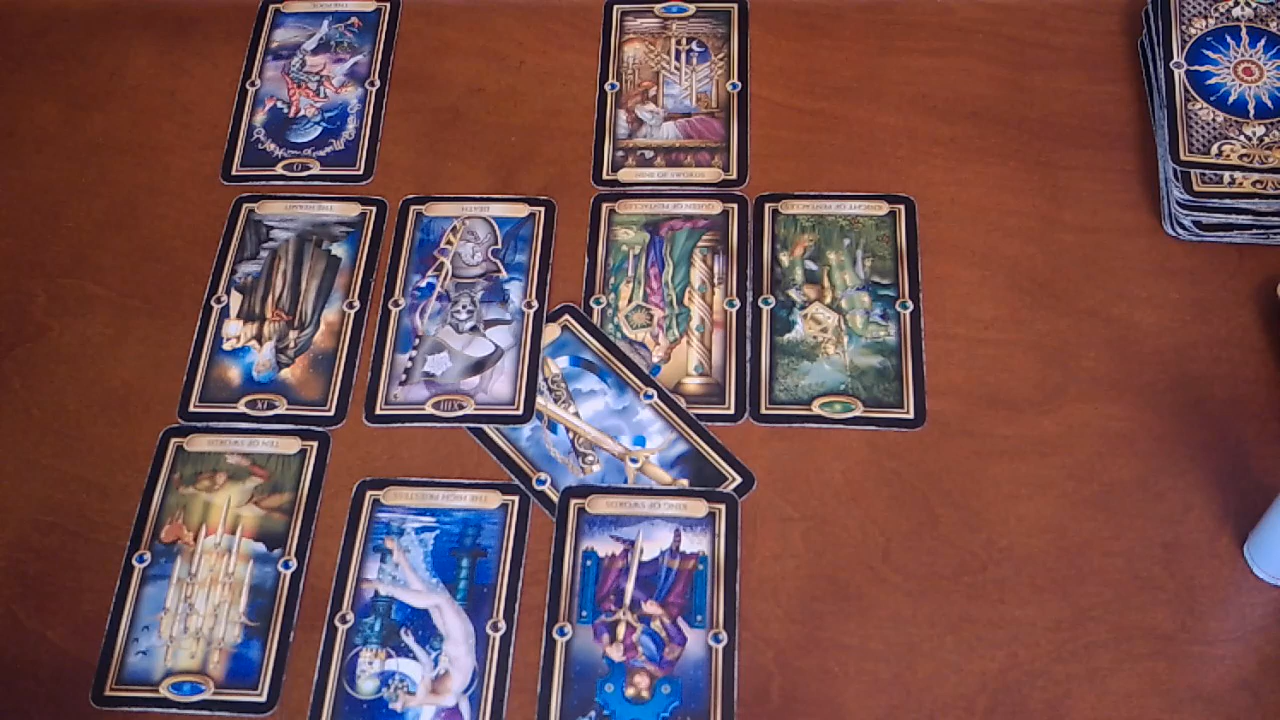 THE FOOL
0
NINE OF SWORDS
THE HERMIT
IX
DEATH
XIII
QUEEN OF PENTACLES
KNIGHT OF PENTACLES
TEN OF SWORDS
THE HIGH PRIESTESS
KING OF SWORDS